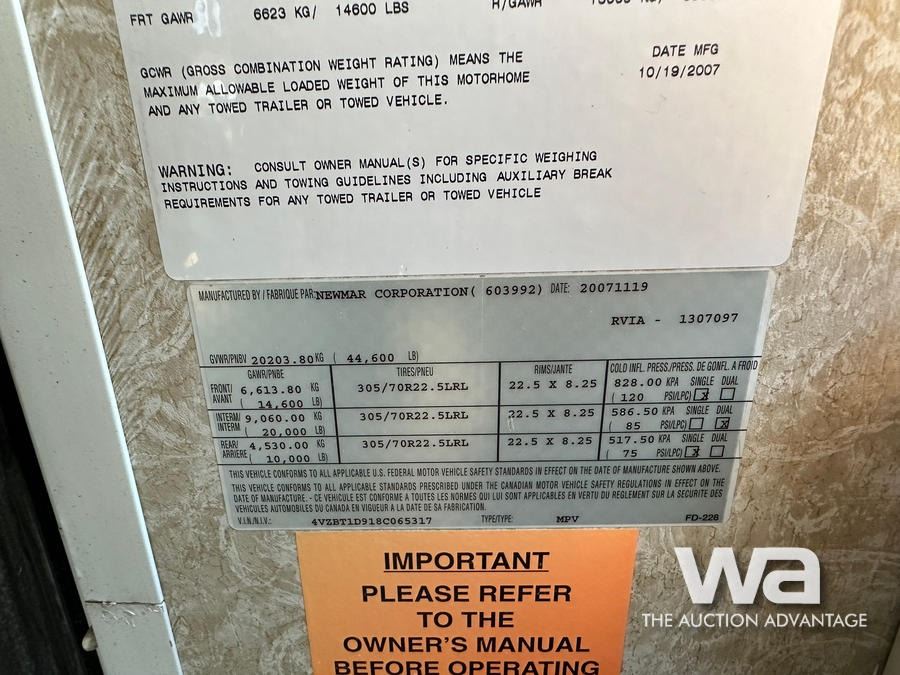 FRT GAWR 6623 KG/ 14600 LBS
GCWR (GROSS COMBINATION WEIGHT RATING) MEANS THE
MAXIMUM ALLOWABLE LOADED WEIGHT OF THIS MOTORHOME
AND ANY TOWED TRAILER OR TOWED VEHICLE.
DATE MFG
10/19/2007
WARNING: CONSULT OWNER MANUAL(S) FOR SPECIFIC WEIGHING
INSTRUCTIONS AND TOWING GUIDELINES INCLUDING AUXILIARY BREAK
REQUIREMENTS FOR ANY TOWED TRAILER OR TOWED VEHICLE
MANUFACTURED BY / FABRIQUE PAR: NEWMAR CORPORATION( 603992) DATE: 20071119
RVIA - 1307097
GVWR/PNBV 20203.80 KG ( 44,600 LB)
GAWR/PNBE TIRES/PNEU RIMS/JANTE COLD INFL. PRESS./PRESS. DE GONFL. A FROID
FRONT/ 6,613.80 KG 305/70R22.5LRL 22.5 X 8.25 828.00 KPA SINGLE DUAL
AVANT ( 14,600 LB) ( 120 PSI/LPC) X
INTERM/ 9,060.00 KG 305/70R22.5LRL 22.5 X 8.25 586.50 KPA SINGLE DUAL
INTERM ( 20,000 LB) ( 85 PSI/LPC) X
REAR/ 4,530.00 KG 305/70R22.5LRL 22.5 X 8.25 517.50 KPA SINGLE DUAL
ARRIERE ( 10,000 LB) ( 75 PSI/LPC) X
THIS VEHICLE CONFORMS TO ALL APPLICABLE U.S. FEDERAL MOTOR VEHICLE SAFETY STANDARDS IN EFFECT ON THE DATE OF MANUFACTURE SHOWN ABOVE.
THIS VEHICLE CONFORMS TO ALL APPLICABLE STANDARDS PRESCRIBED UNDER THE CANADIAN MOTOR VEHICLE SAFETY REGULATIONS IN EFFECT ON THE
DATE OF MANUFACTURE. - CE VEHICULE EST CONFORME A TOUTES LES NORMES QUI LUI SONT APPLICABLES EN VERTU DU REGLEMENT SUR LA SECURITE DES
VEHICULES AUTOMOBILES DU CANADA EN VIGUEUR A LA DATE DE SA FABRICATION.
V.I.N./N.I.V.: 4VZBT1D918C065317 TYPE/TYPE: MPV FD-228
IMPORTANT
PLEASE REFER
TO THE
OWNER'S MANUAL
BEFORE OPERATING
wa
THE AUCTION ADVANTAGE